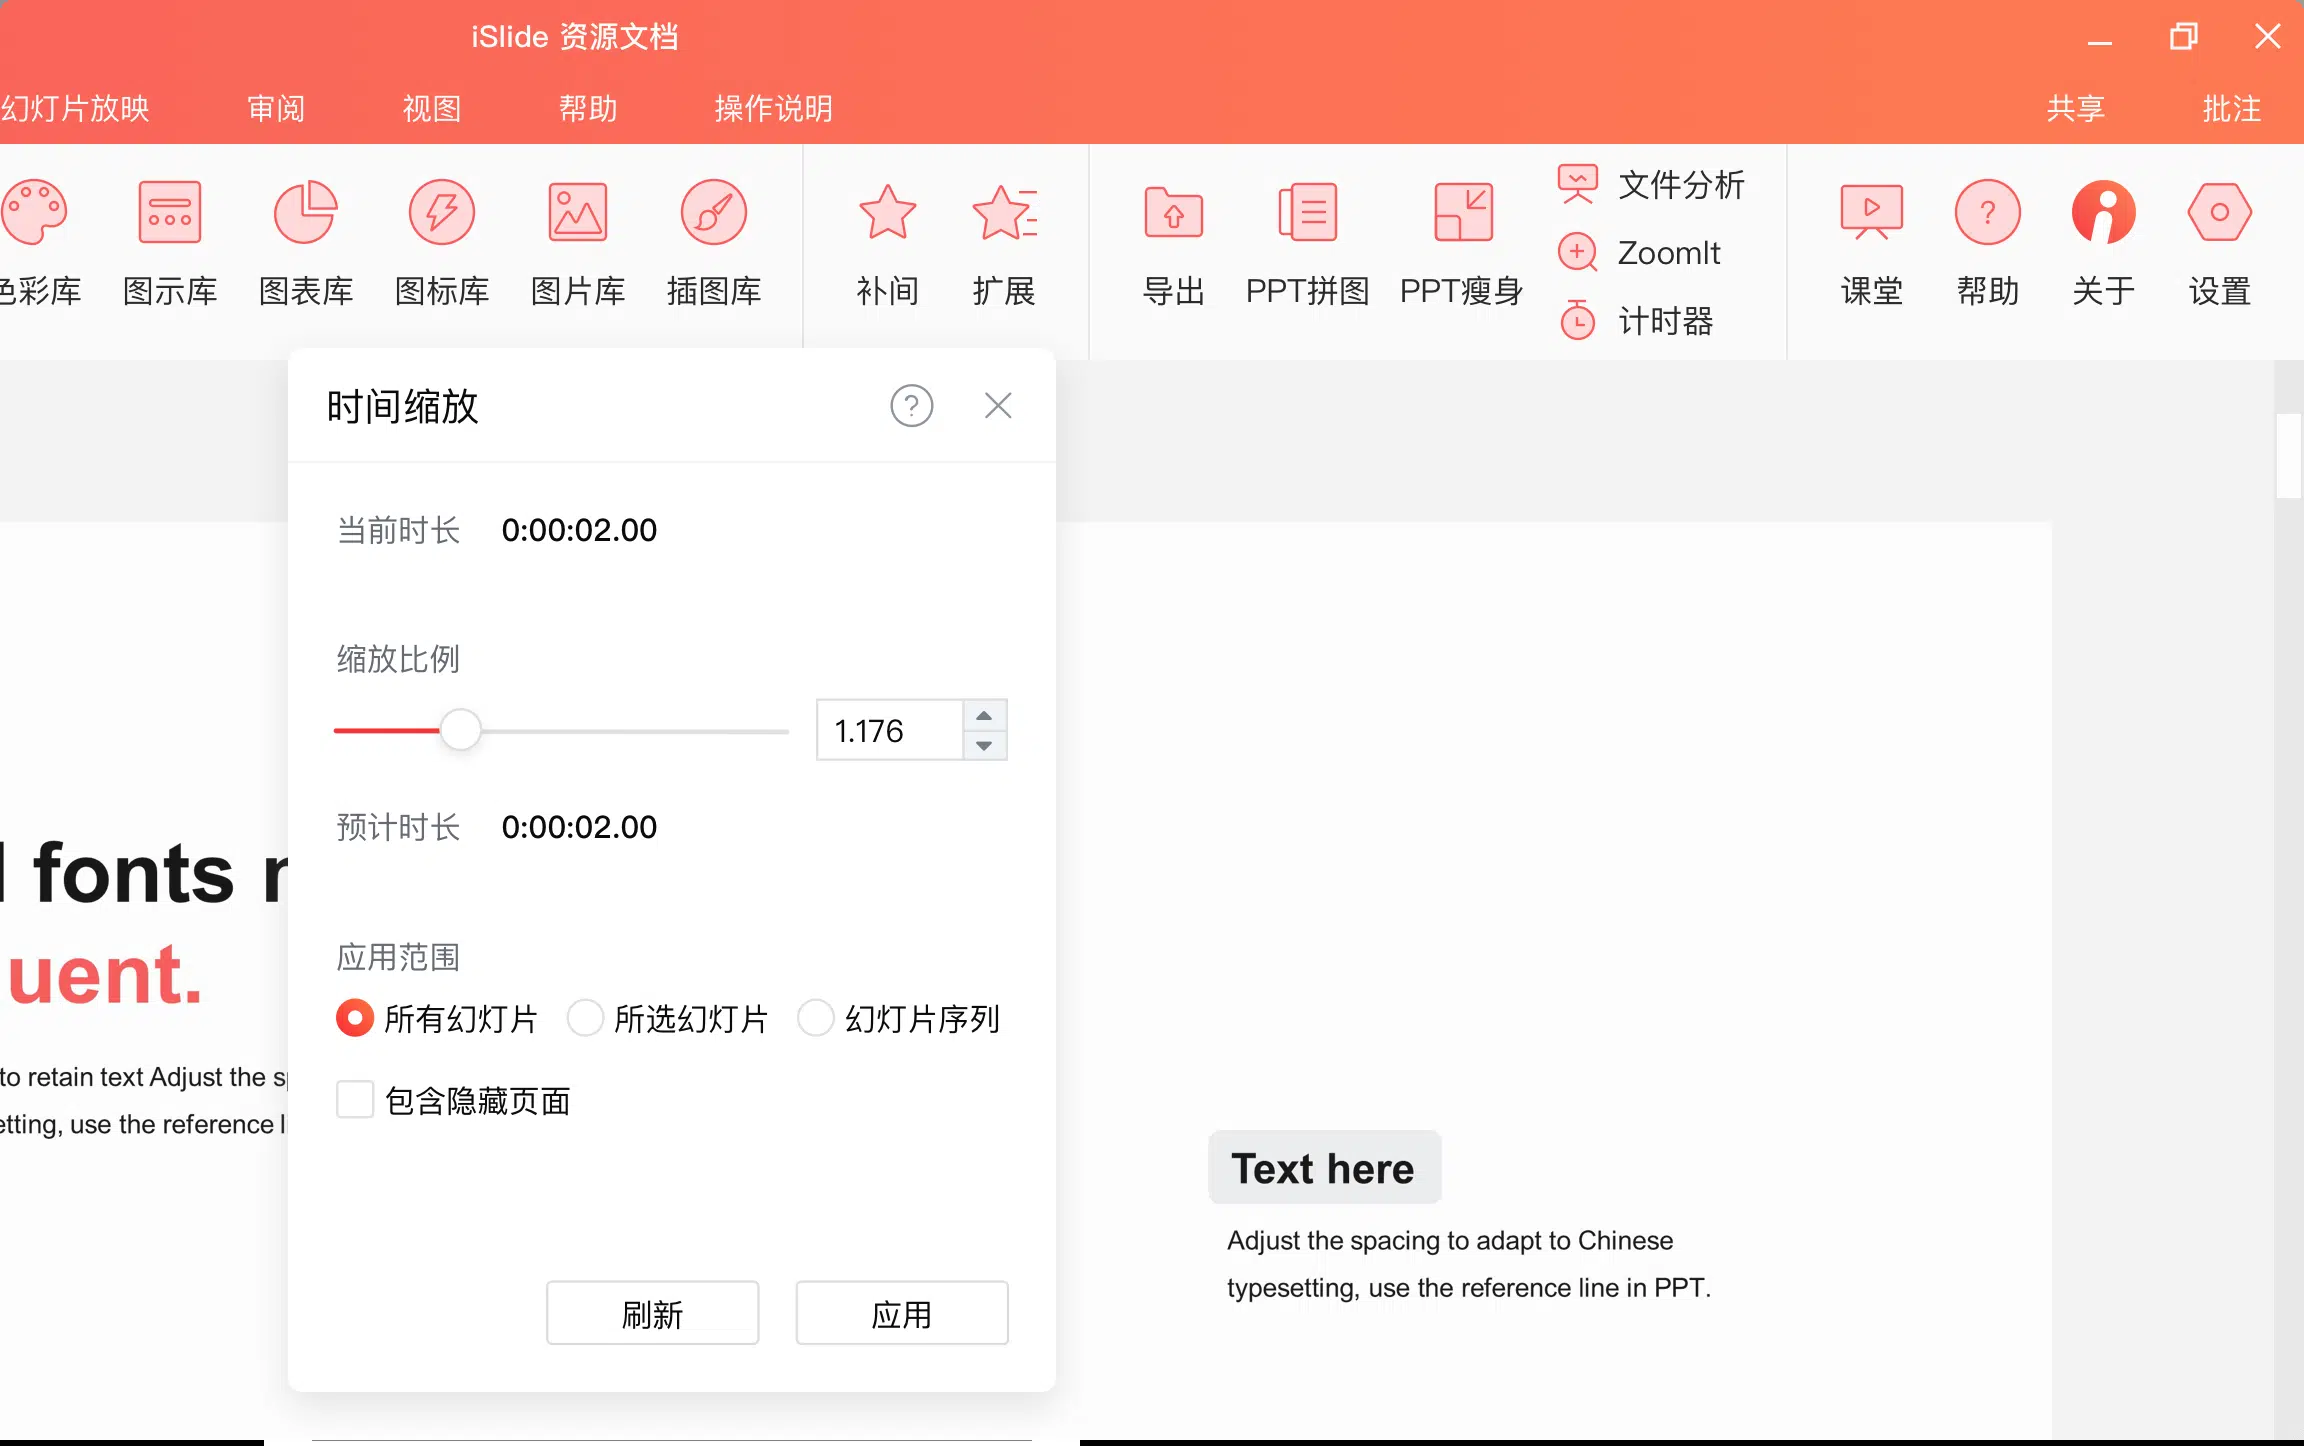 iSlide 资源文档
幻灯片放映 审阅 视图 帮助 操作说明 共享 批注
色彩库 图示库 图表库 图标库 图片库 插图库 补间 扩展 导出 PPT拼图 PPT瘦身 文件分析 ZoomIt 计时器 课堂 帮助 关于 设置
时间缩放
当前时长 0:00:02.00
缩放比例
1.176
预计时长 0:00:02.00
应用范围
所有幻灯片 所选幻灯片 幻灯片序列
包含隐藏页面
刷新 应用
fonts
uent.
to retain text Adjust the
etting, use the reference
Text here
Adjust the spacing to adapt to Chinese
typesetting, use the reference line in PPT.